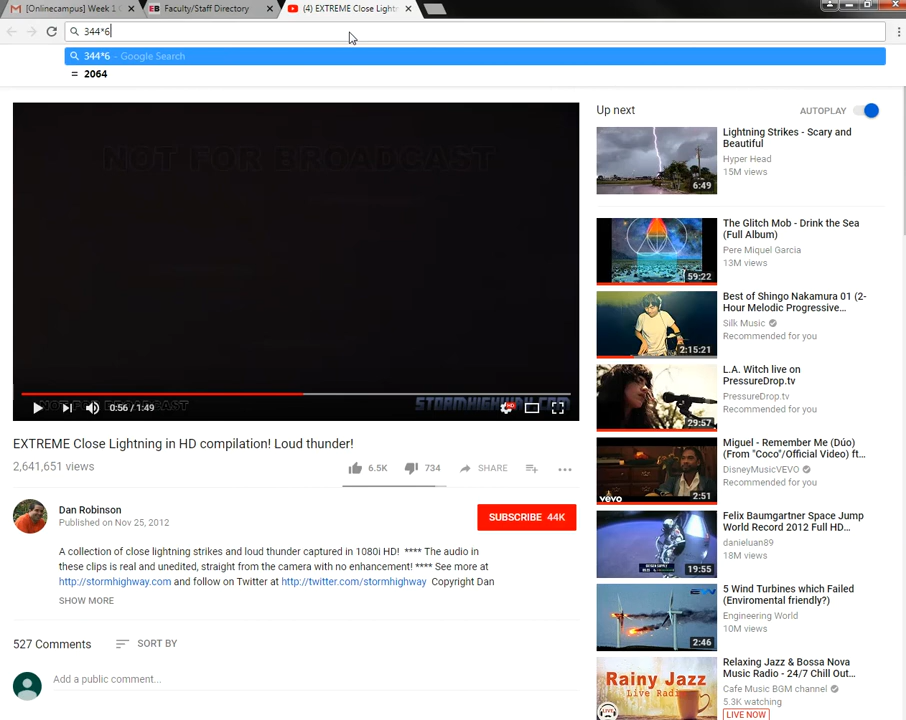 [Onlinecampus] Week 1 C
Faculty/Staff Directory
(4) EXTREME Close Lightn
344*6
344*6 - Google Search
= 2064
NOT FOR BROADCAST
NOT FOR BROADCAST
STORMHIGHWAY.COM
0:56 / 1:49
HD
EXTREME Close Lightning in HD compilation! Loud thunder!
2,641,651 views
6.5K
734
SHARE
Dan Robinson
Published on Nov 25, 2012
SUBSCRIBE 44K
A collection of close lightning strikes and loud thunder captured in 1080i HD! **** The audio in
these clips is real and unedited, straight from the camera with no enhancement! **** See more at
http://stormhighway.com and follow on Twitter at http://twitter.com/stormhighway Copyright Dan
SHOW MORE
527 Comments
SORT BY
Add a public comment...
Up next
AUTOPLAY
6:49
Lightning Strikes - Scary and
Beautiful
Hyper Head
15M views
59:22
The Glitch Mob - Drink the Sea
(Full Album)
Pere Miquel Garcia
13M views
2:15:21
Best of Shingo Nakamura 01 (2-
Hour Melodic Progressive...
Silk Music
Recommended for you
29:57
L.A. Witch live on
PressureDrop.tv
PressureDrop.tv
Recommended for you
vevo
2:51
Miguel - Remember Me (Dúo)
(From "Coco"/Official Video) ft...
DisneyMusicVEVO
Recommended for you
19:55
Felix Baumgartner Space Jump
World Record 2012 Full HD...
danieluan89
18M views
EW
2:46
5 Wind Turbines which Failed
(Enviromental friendly?)
Engineering World
10M views
Rainy Jazz
Live Radio
Relaxing Jazz & Bossa Nova
Music Radio - 24/7 Chill Out...
Cafe Music BGM channel
5.3K watching
LIVE NOW